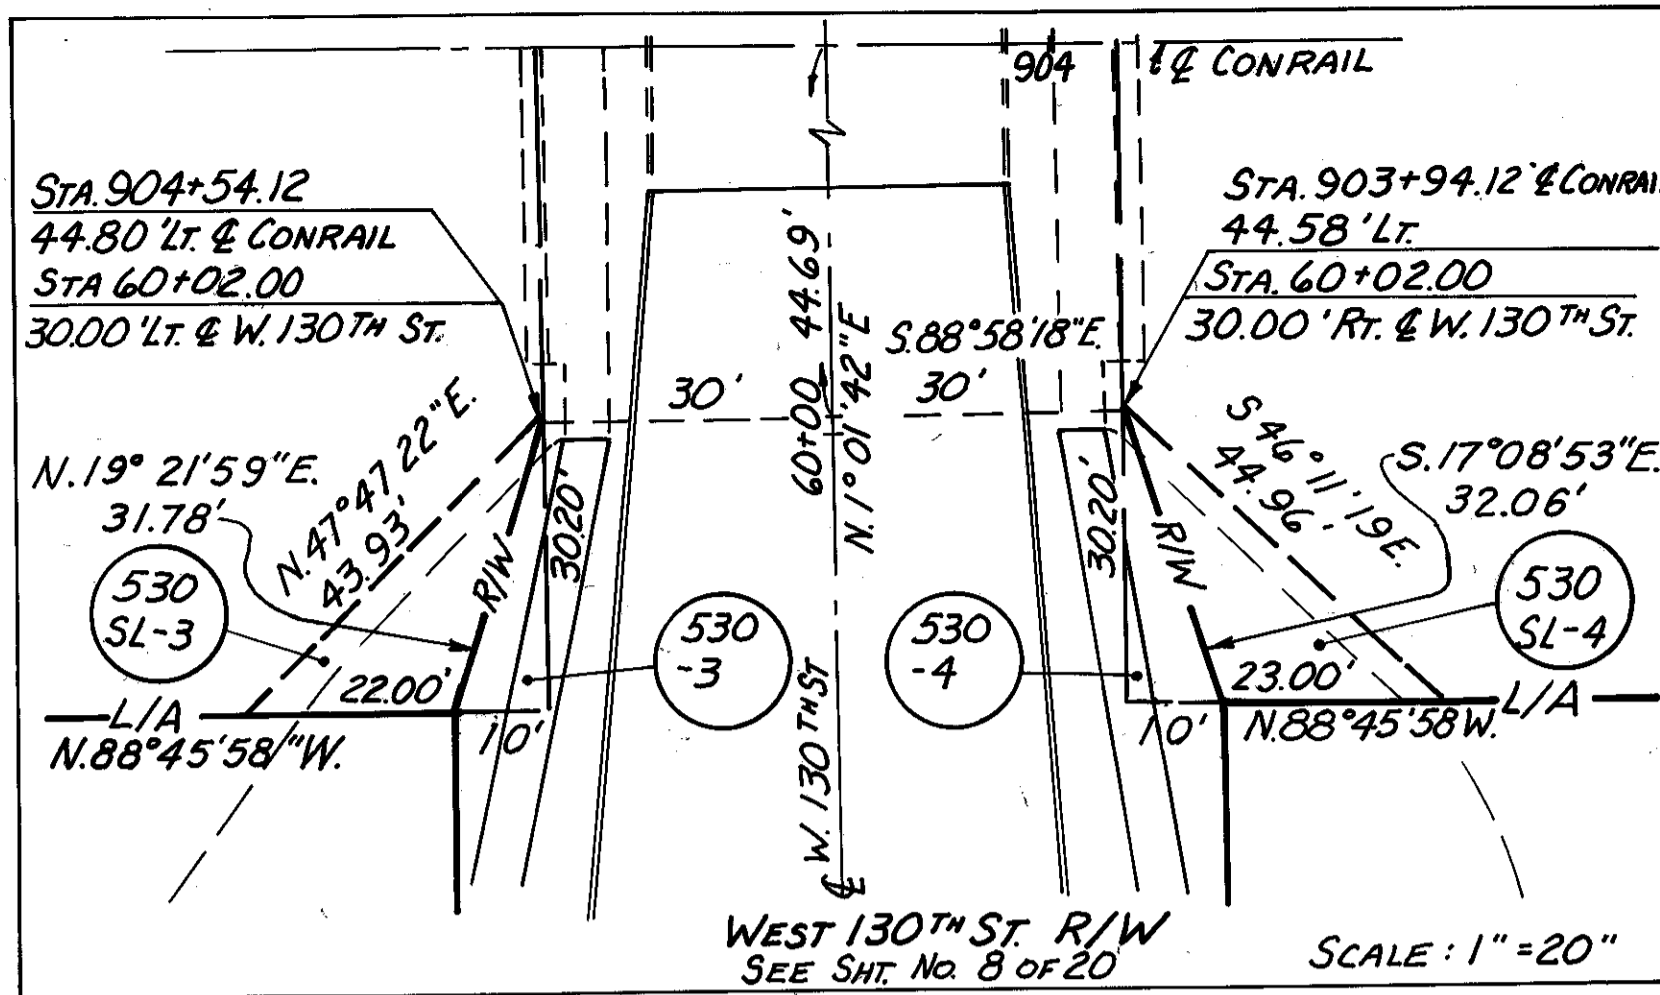 904
℄ CONRAIL
STA. 904+54.12
44.80 'LT. ℄ CONRAIL
STA 60+02.00
30.00 'LT. ℄ W. 130TH ST.
STA. 903+94.12 ℄ CONRAIL
44.58 'LT.
STA. 60+02.00
30.00 'RT. ℄ W. 130TH ST.
N
60+00 44.69'
N. 1° 01' 42" E
S. 88° 58' 18" E.
30'
30'
N. 19° 21' 59" E.
31.78'
N. 47° 47 22" E.
43.93'
R/W
30.20'
30.20'
R/W
S 46° 11' 19 E.
44.96'
S. 17° 08' 53" E.
32.06'
530
SL-3
530
-3
530
-4
530
SL-4
22.00'
23.00'
L/A
N. 88° 45' 58" W.
10'
10'
L/A
N. 88° 45' 58 W.
℄ W. 130TH ST
WEST 130TH ST. R/W
SEE SHT. NO. 8 OF 20
SCALE : 1" = 20"